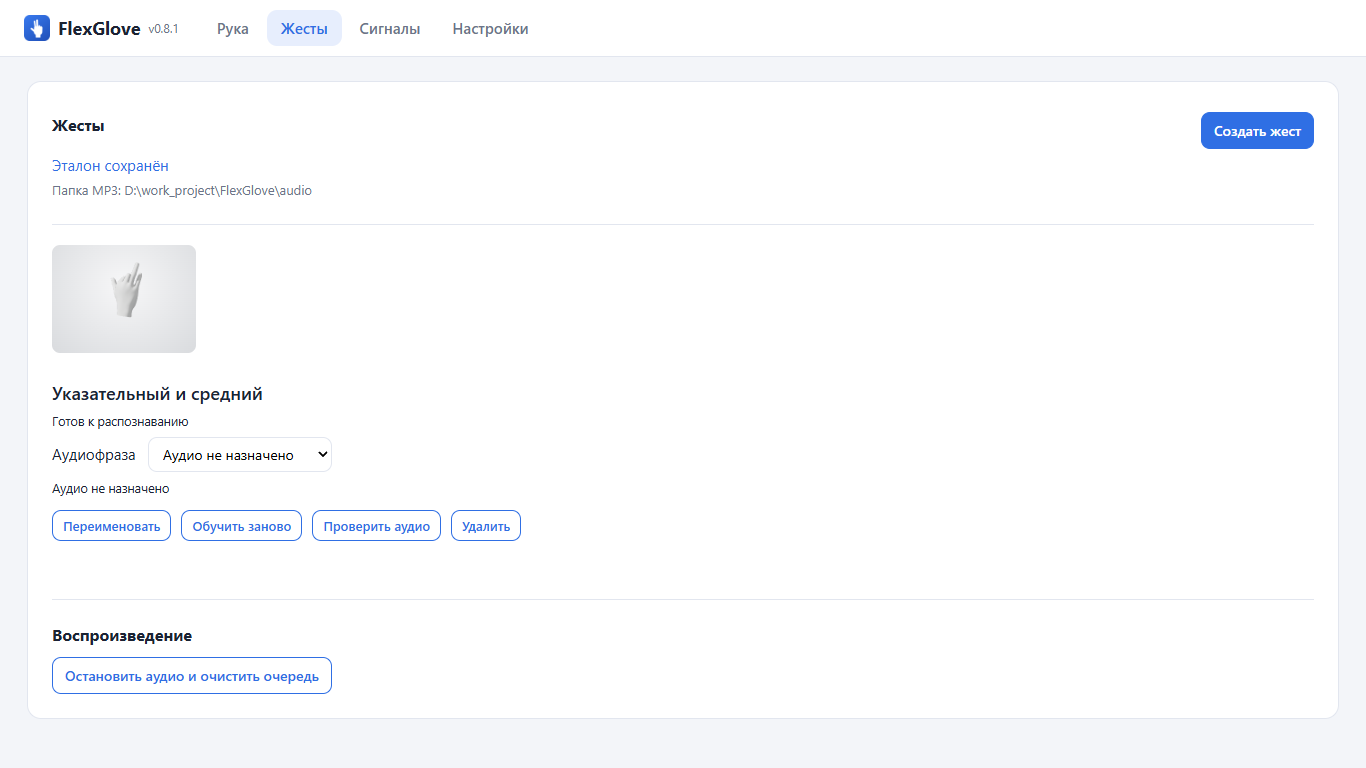 FlexGlove v0.8.1 Рука Жесты Сигналы Настройки
Жесты
Создать жест
Эталон сохранён
Папка MP3: D:\work_project\FlexGlove\audio
Указательный и средний
Готов к распознаванию
Аудиофраза Аудио не назначено
Аудио не назначено
Переименовать Обучить заново Проверить аудио Удалить
Воспроизведение
Остановить аудио и очистить очередь